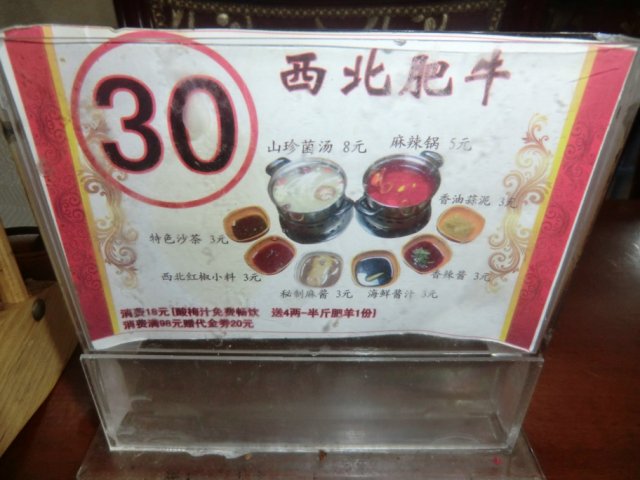 30
西北肥牛
山珍菌汤 8元
麻辣锅 5元
香油蒜泥 3元
特色沙茶 3元
西北红椒小料 3元
香辣酱 3元
秘制麻酱 3元
海鲜酱汁 3元
消费18元[酸梅汁免费畅饮 送4两-半斤肥羊1份]
消费满98元赠代金券20元